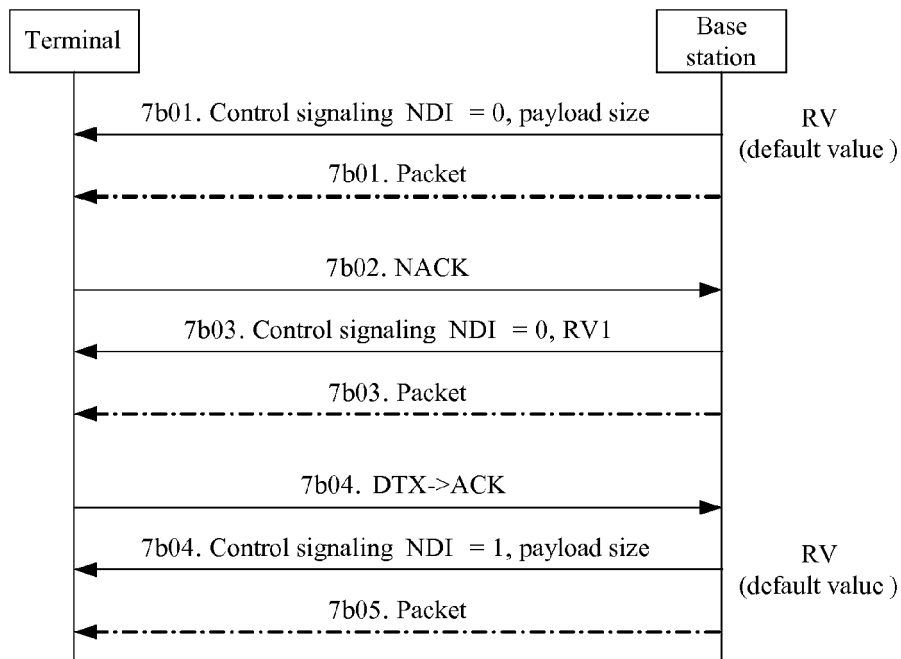 Terminal
Base
station
7b01. Control signaling NDI = 0, payload size
RV
(default value )
7b01. Packet
7b02. NACK
7b03. Control signaling NDI = 0, RV1
7b03. Packet
7b04. DTX->ACK
7b04. Control signaling NDI = 1, payload size
RV
(default value )
7b05. Packet